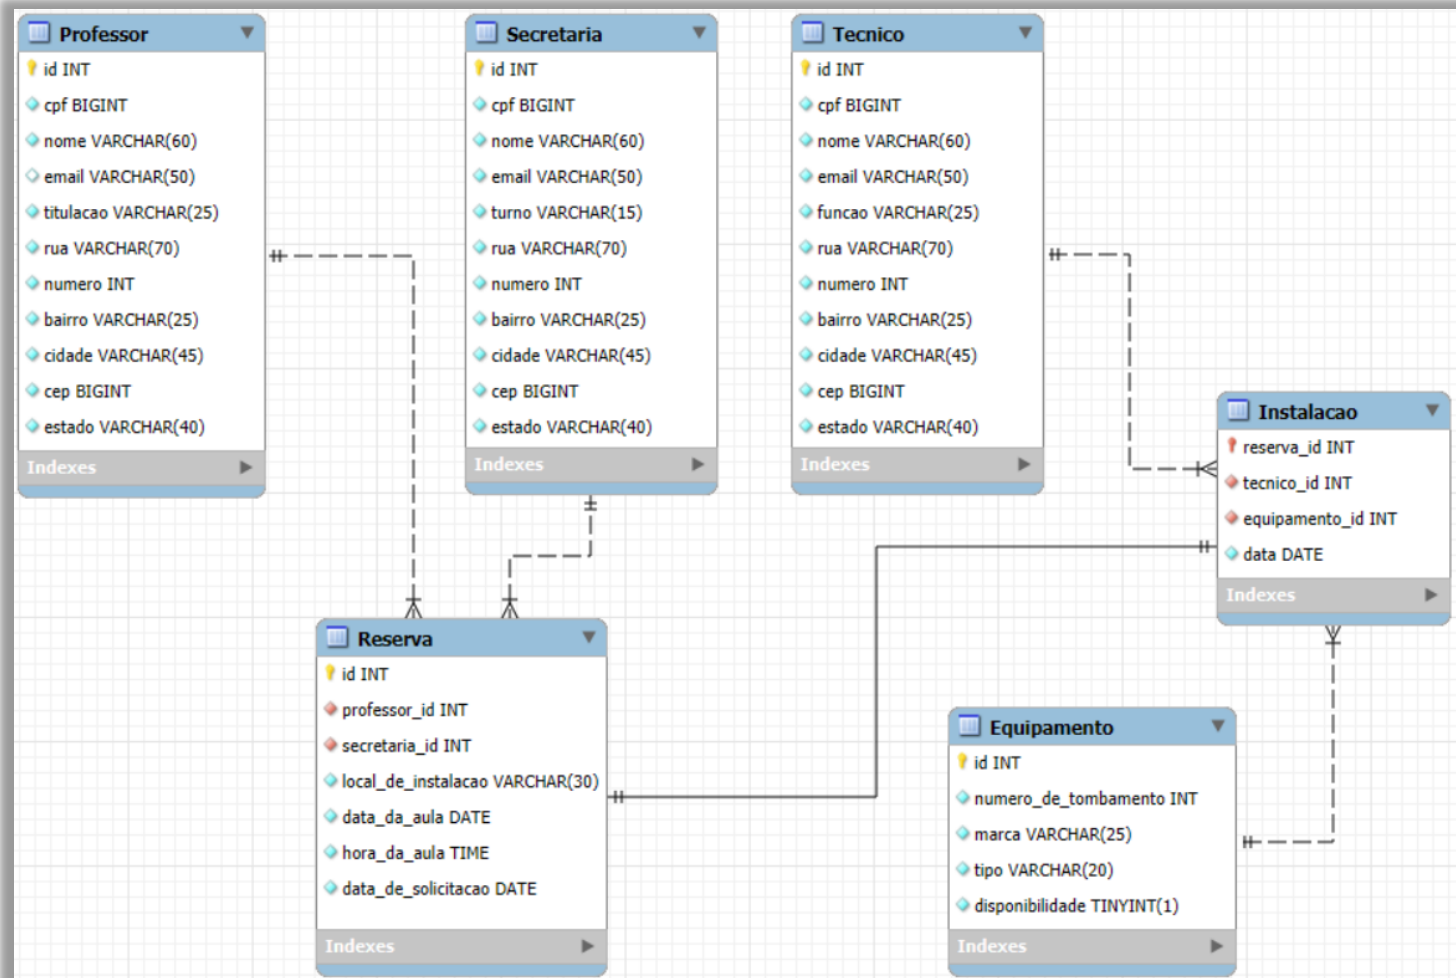 Professor
id INT
cpf BIGINT
nome VARCHAR(60)
email VARCHAR(50)
titulacao VARCHAR(25)
rua VARCHAR(70)
numero INT
bairro VARCHAR(25)
cidade VARCHAR(45)
cep BIGINT
estado VARCHAR(40)
Indexes
Secretaria
id INT
cpf BIGINT
nome VARCHAR(60)
email VARCHAR(50)
turno VARCHAR(15)
rua VARCHAR(70)
numero INT
bairro VARCHAR(25)
cidade VARCHAR(45)
cep BIGINT
estado VARCHAR(40)
Indexes
Tecnico
id INT
cpf BIGINT
nome VARCHAR(60)
email VARCHAR(50)
funcao VARCHAR(25)
rua VARCHAR(70)
numero INT
bairro VARCHAR(25)
cidade VARCHAR(45)
cep BIGINT
estado VARCHAR(40)
Indexes
Instalacao
reserva_id INT
tecnico_id INT
equipamento_id INT
data DATE
Indexes
Reserva
id INT
professor_id INT
secretaria_id INT
local_de_instalacao VARCHAR(30)
data_da_aula DATE
hora_da_aula TIME
data_de_solicitacao DATE
Indexes
Equipamento
id INT
numero_de_tombamento INT
marca VARCHAR(25)
tipo VARCHAR(20)
disponibilidade TINYINT(1)
Indexes